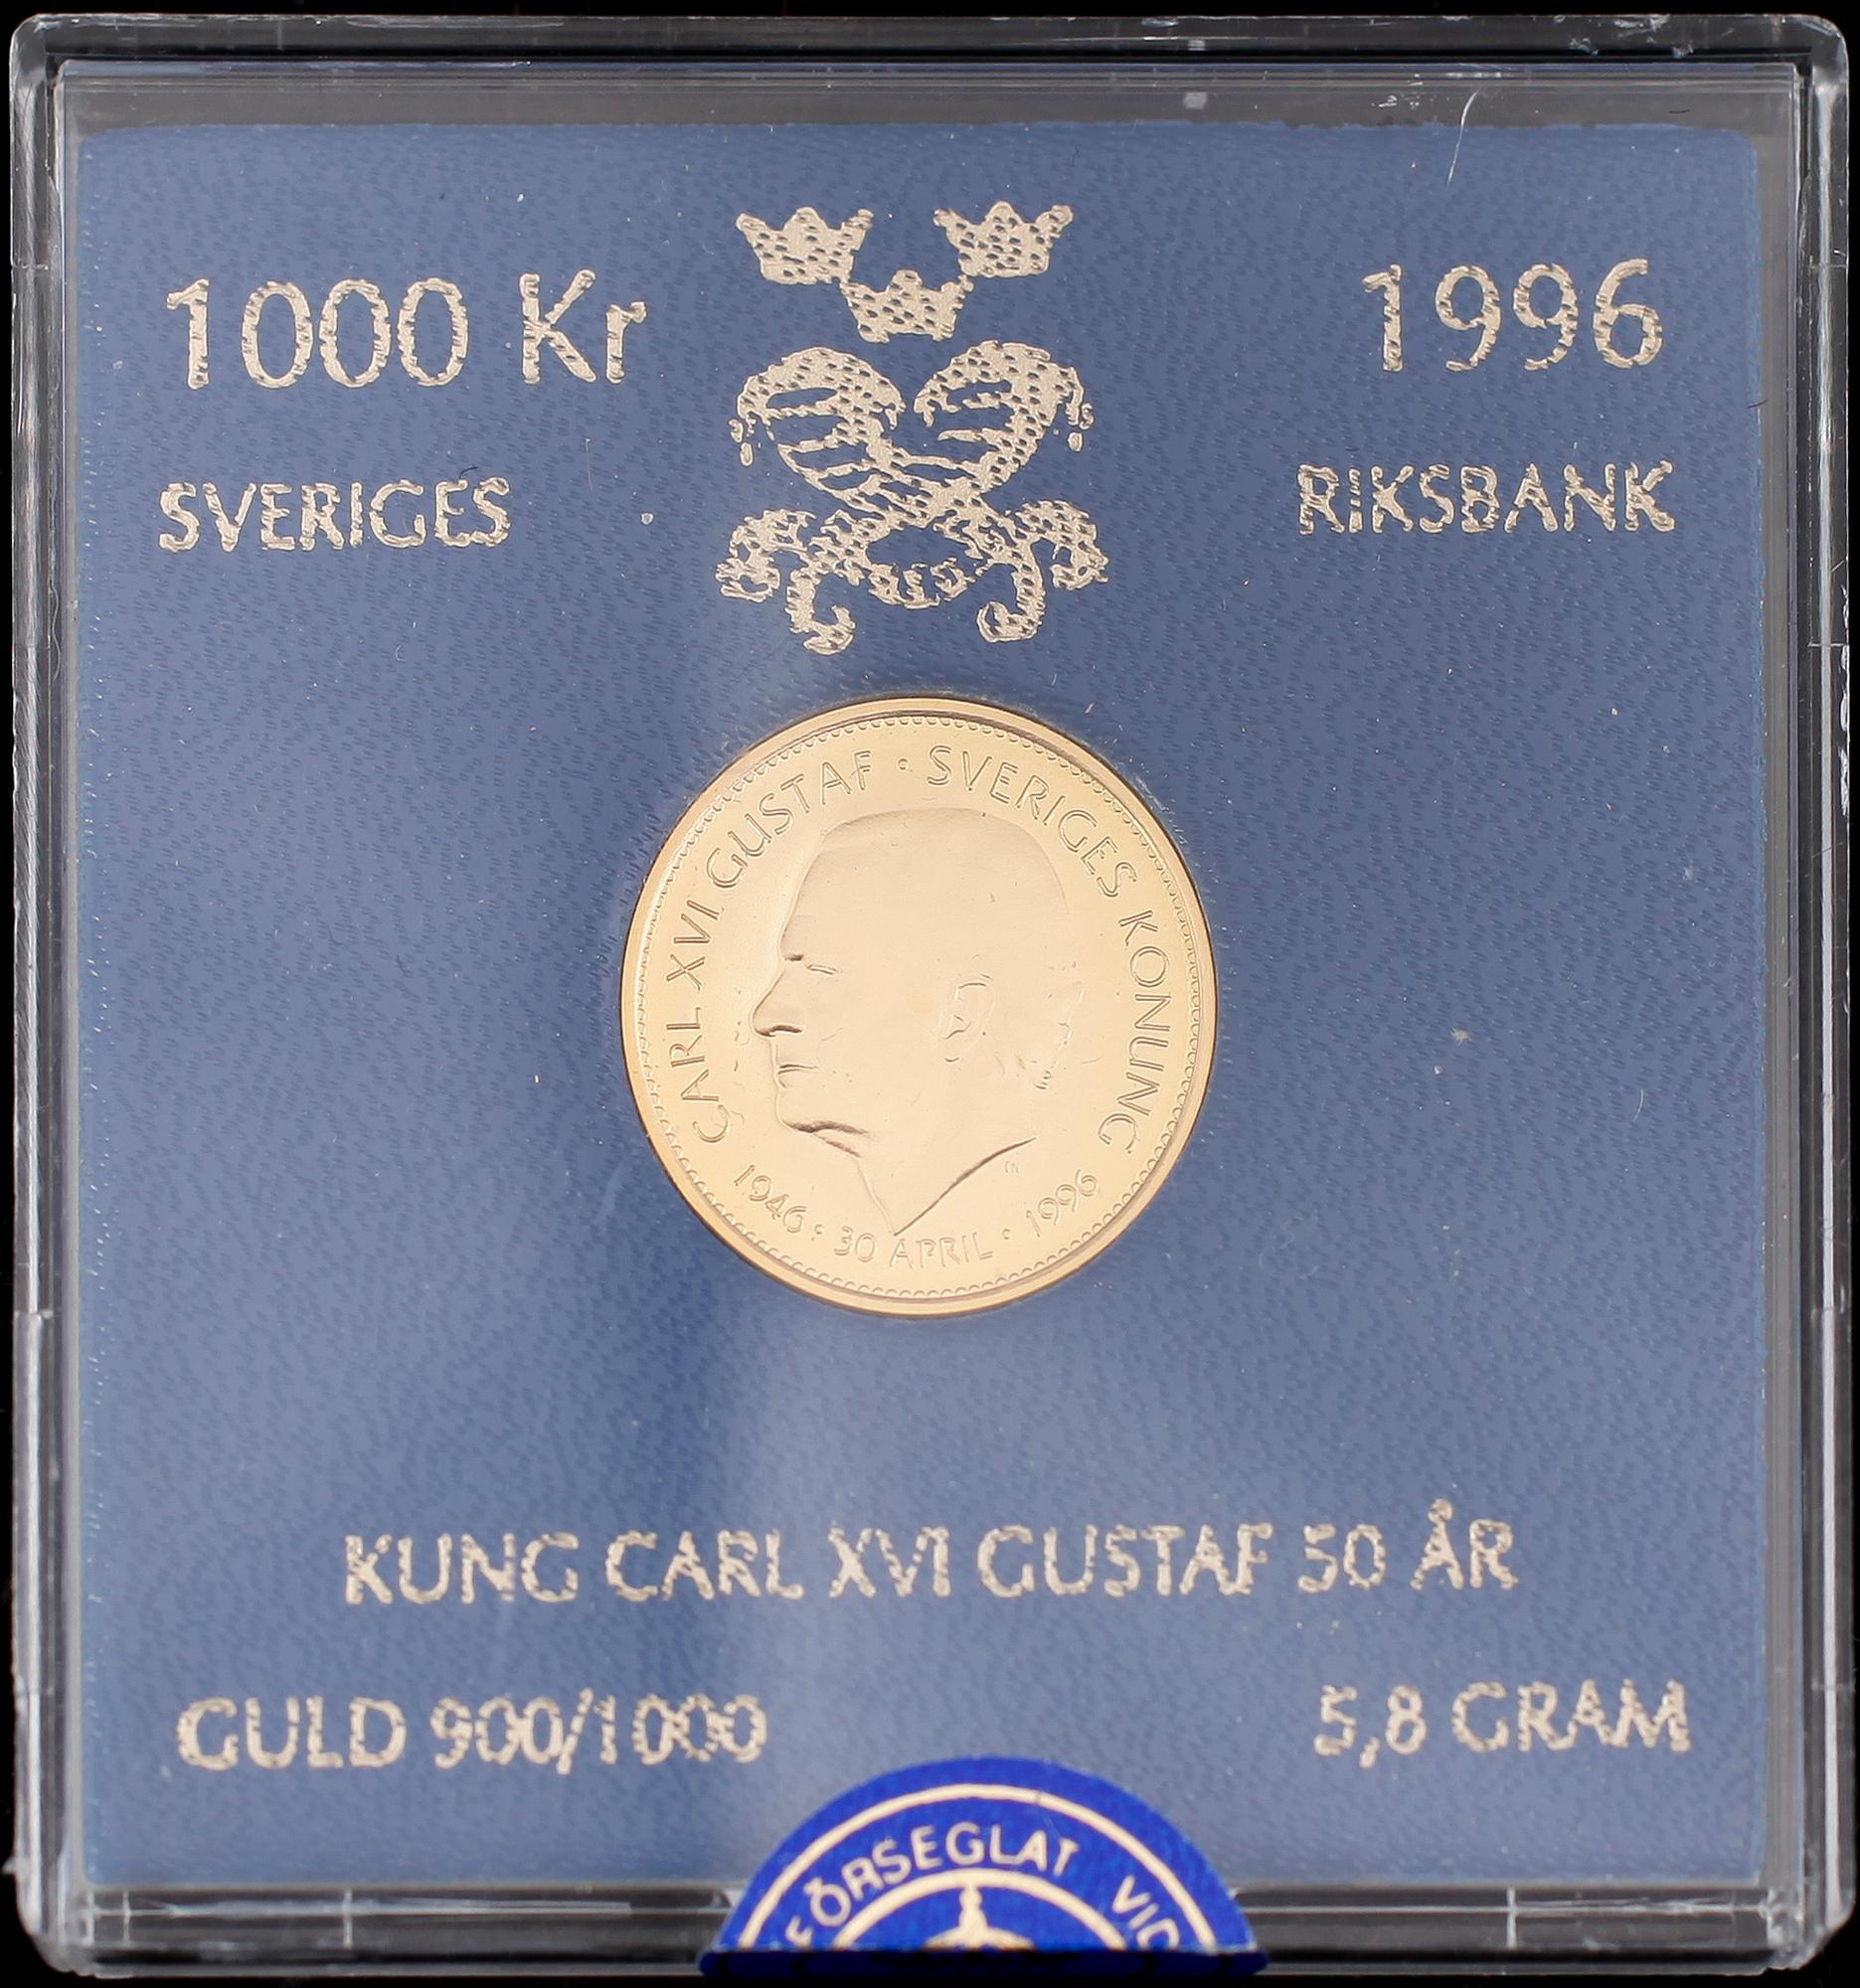 1000 Kr
1996
SVERIGES
RIKSBANK
CARL XVI GUSTAF · SVERIGES KONUNG
1946 · 30 APRIL · 1996
KUNG CARL XVI GUSTAF 50 ÅR
GULD 900/1000
5,8 GRAM
FÖRSEGLAT